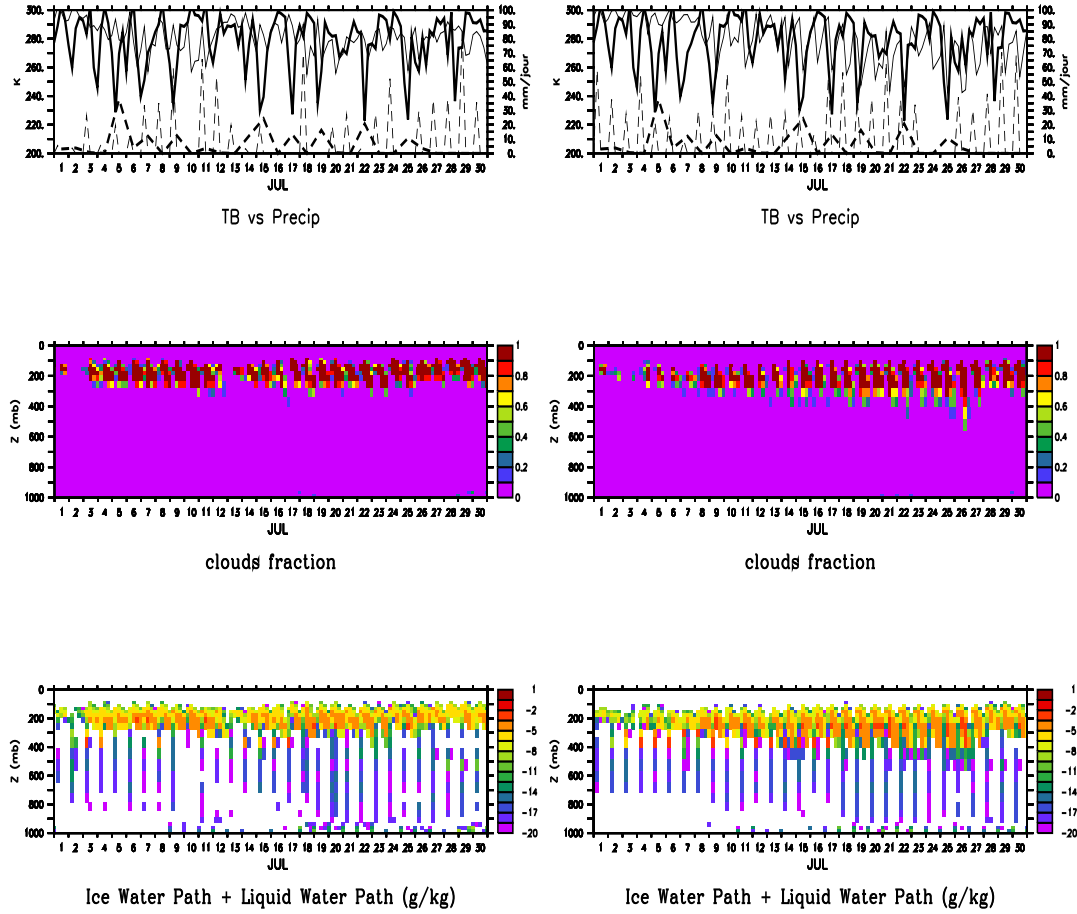 300. 280. 260. 240. 220. 200.
K
100. 90. 80. 70. 60. 50. 40. 30. 20. 10. 0.
mm/jour
1 2 3 4 5 6 7 8 9 10 11 12 13 14 15 16 17 18 19 20 21 22 23 24 25 26 27 28 29 30
JUL
TB vs Precip
300. 280. 260. 240. 220. 200.
K
100. 90. 80. 70. 60. 50. 40. 30. 20. 10. 0.
mm/jour
1 2 3 4 5 6 7 8 9 10 11 12 13 14 15 16 17 18 19 20 21 22 23 24 25 26 27 28 29 30
JUL
TB vs Precip
0 200 400 600 800 1000
Z (mb)
1 0.8 0.6 0.4 0.2 0
1 2 3 4 5 6 7 8 9 10 11 12 13 14 15 16 17 18 19 20 21 22 23 24 25 26 27 28 29 30
JUL
clouds fraction
0 200 400 600 800 1000
Z (mb)
1 0.8 0.6 0.4 0.2 0
1 2 3 4 5 6 7 8 9 10 11 12 13 14 15 16 17 18 19 20 21 22 23 24 25 26 27 28 29 30
JUL
clouds fraction
0 200 400 600 800 1000
Z (mb)
1 -2 -5 -8 -11 -14 -17 -20
1 2 3 4 5 6 7 8 9 10 11 12 13 14 15 16 17 18 19 20 21 22 23 24 25 26 27 28 29 30
JUL
Ice Water Path + Liquid Water Path (g/kg)
0 200 400 600 800 1000
Z (mb)
1 -2 -5 -8 -11 -14 -17 -20
1 2 3 4 5 6 7 8 9 10 11 12 13 14 15 16 17 18 19 20 21 22 23 24 25 26 27 28 29 30
JUL
Ice Water Path + Liquid Water Path (g/kg)